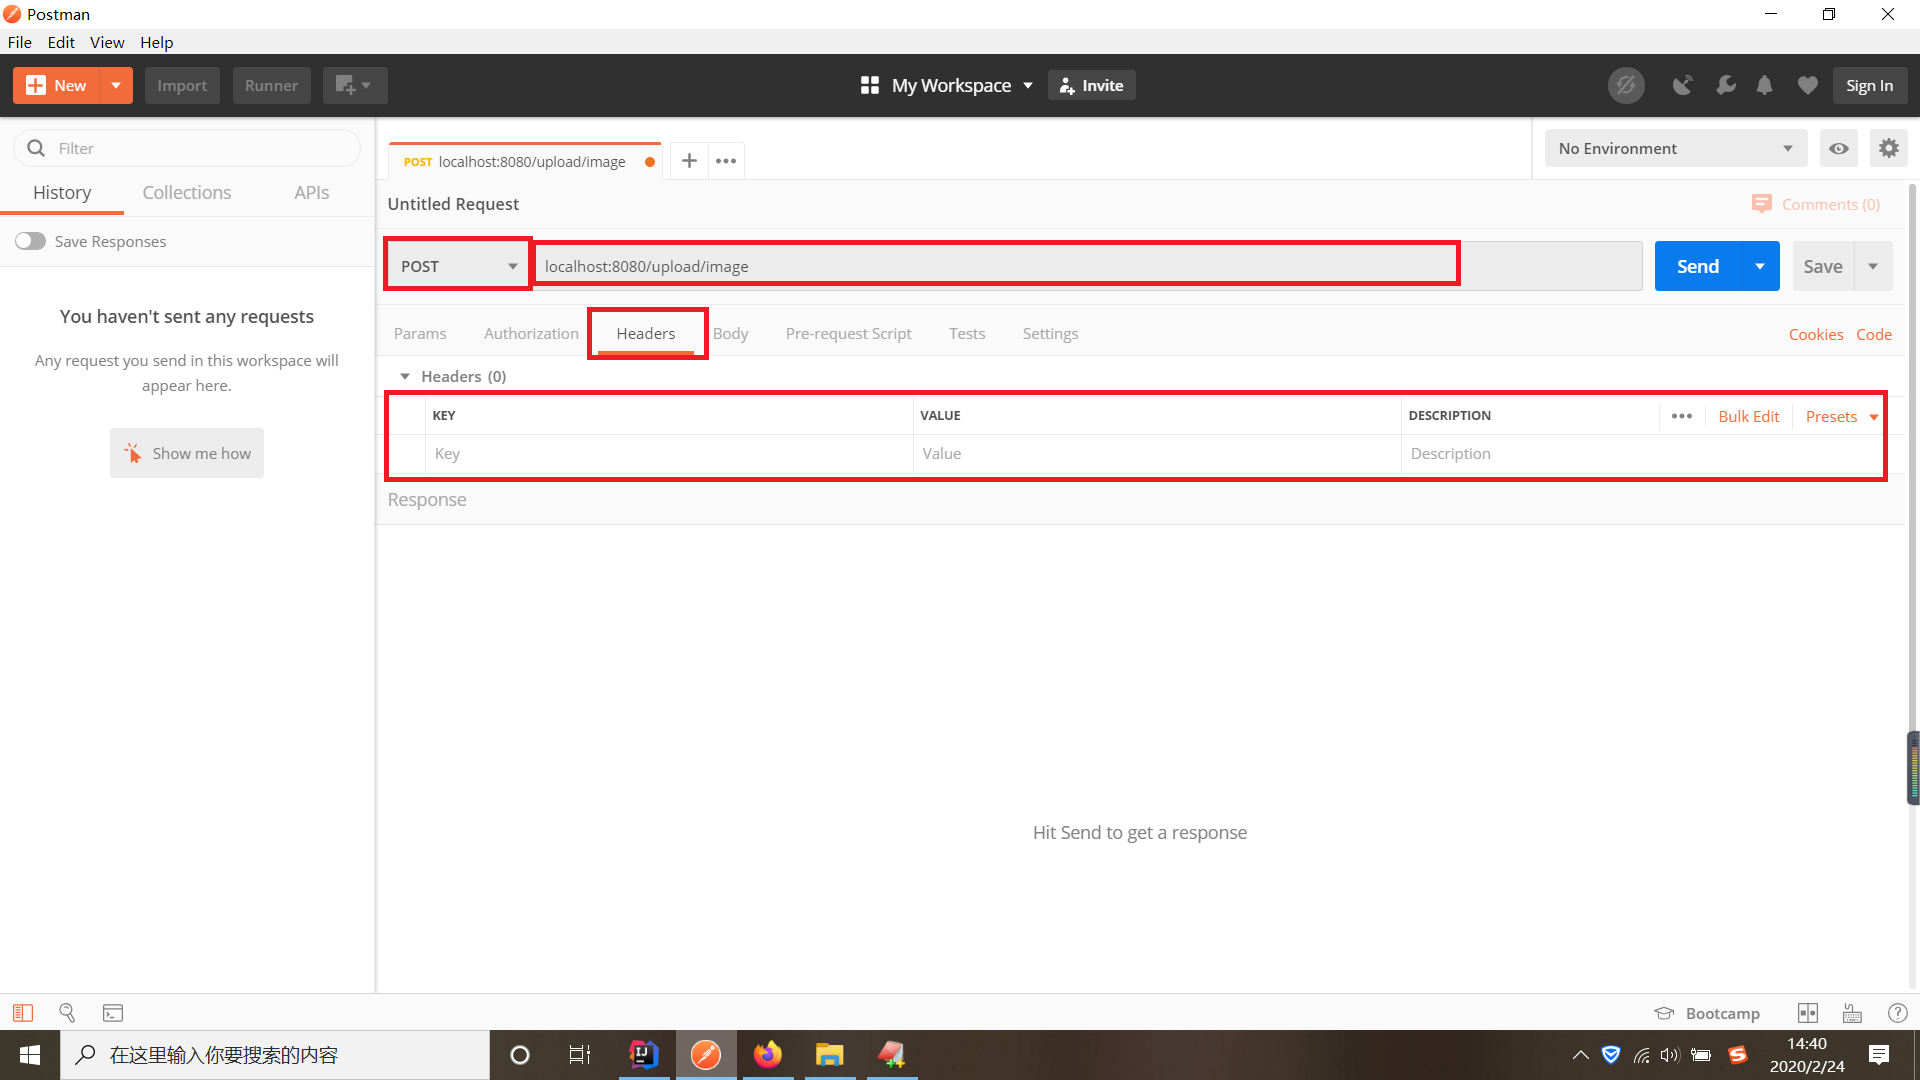 Postman
File Edit View Help
New Import Runner My Workspace Invite Sign In
Filter
History Collections APIs
Save Responses
You haven't sent any requests
Any request you send in this workspace will
appear here.
Show me how
POST localhost:8080/upload/image
No Environment
Untitled Request
Comments (0)
POST localhost:8080/upload/image Send Save
Params Authorization Headers Body Pre-request Script Tests Settings Cookies Code
Headers (0)
KEY VALUE DESCRIPTION Bulk Edit Presets
Key Value Description
Response
Hit Send to get a response
Bootcamp
在这里输入你要搜索的内容
14:40
2020/2/24